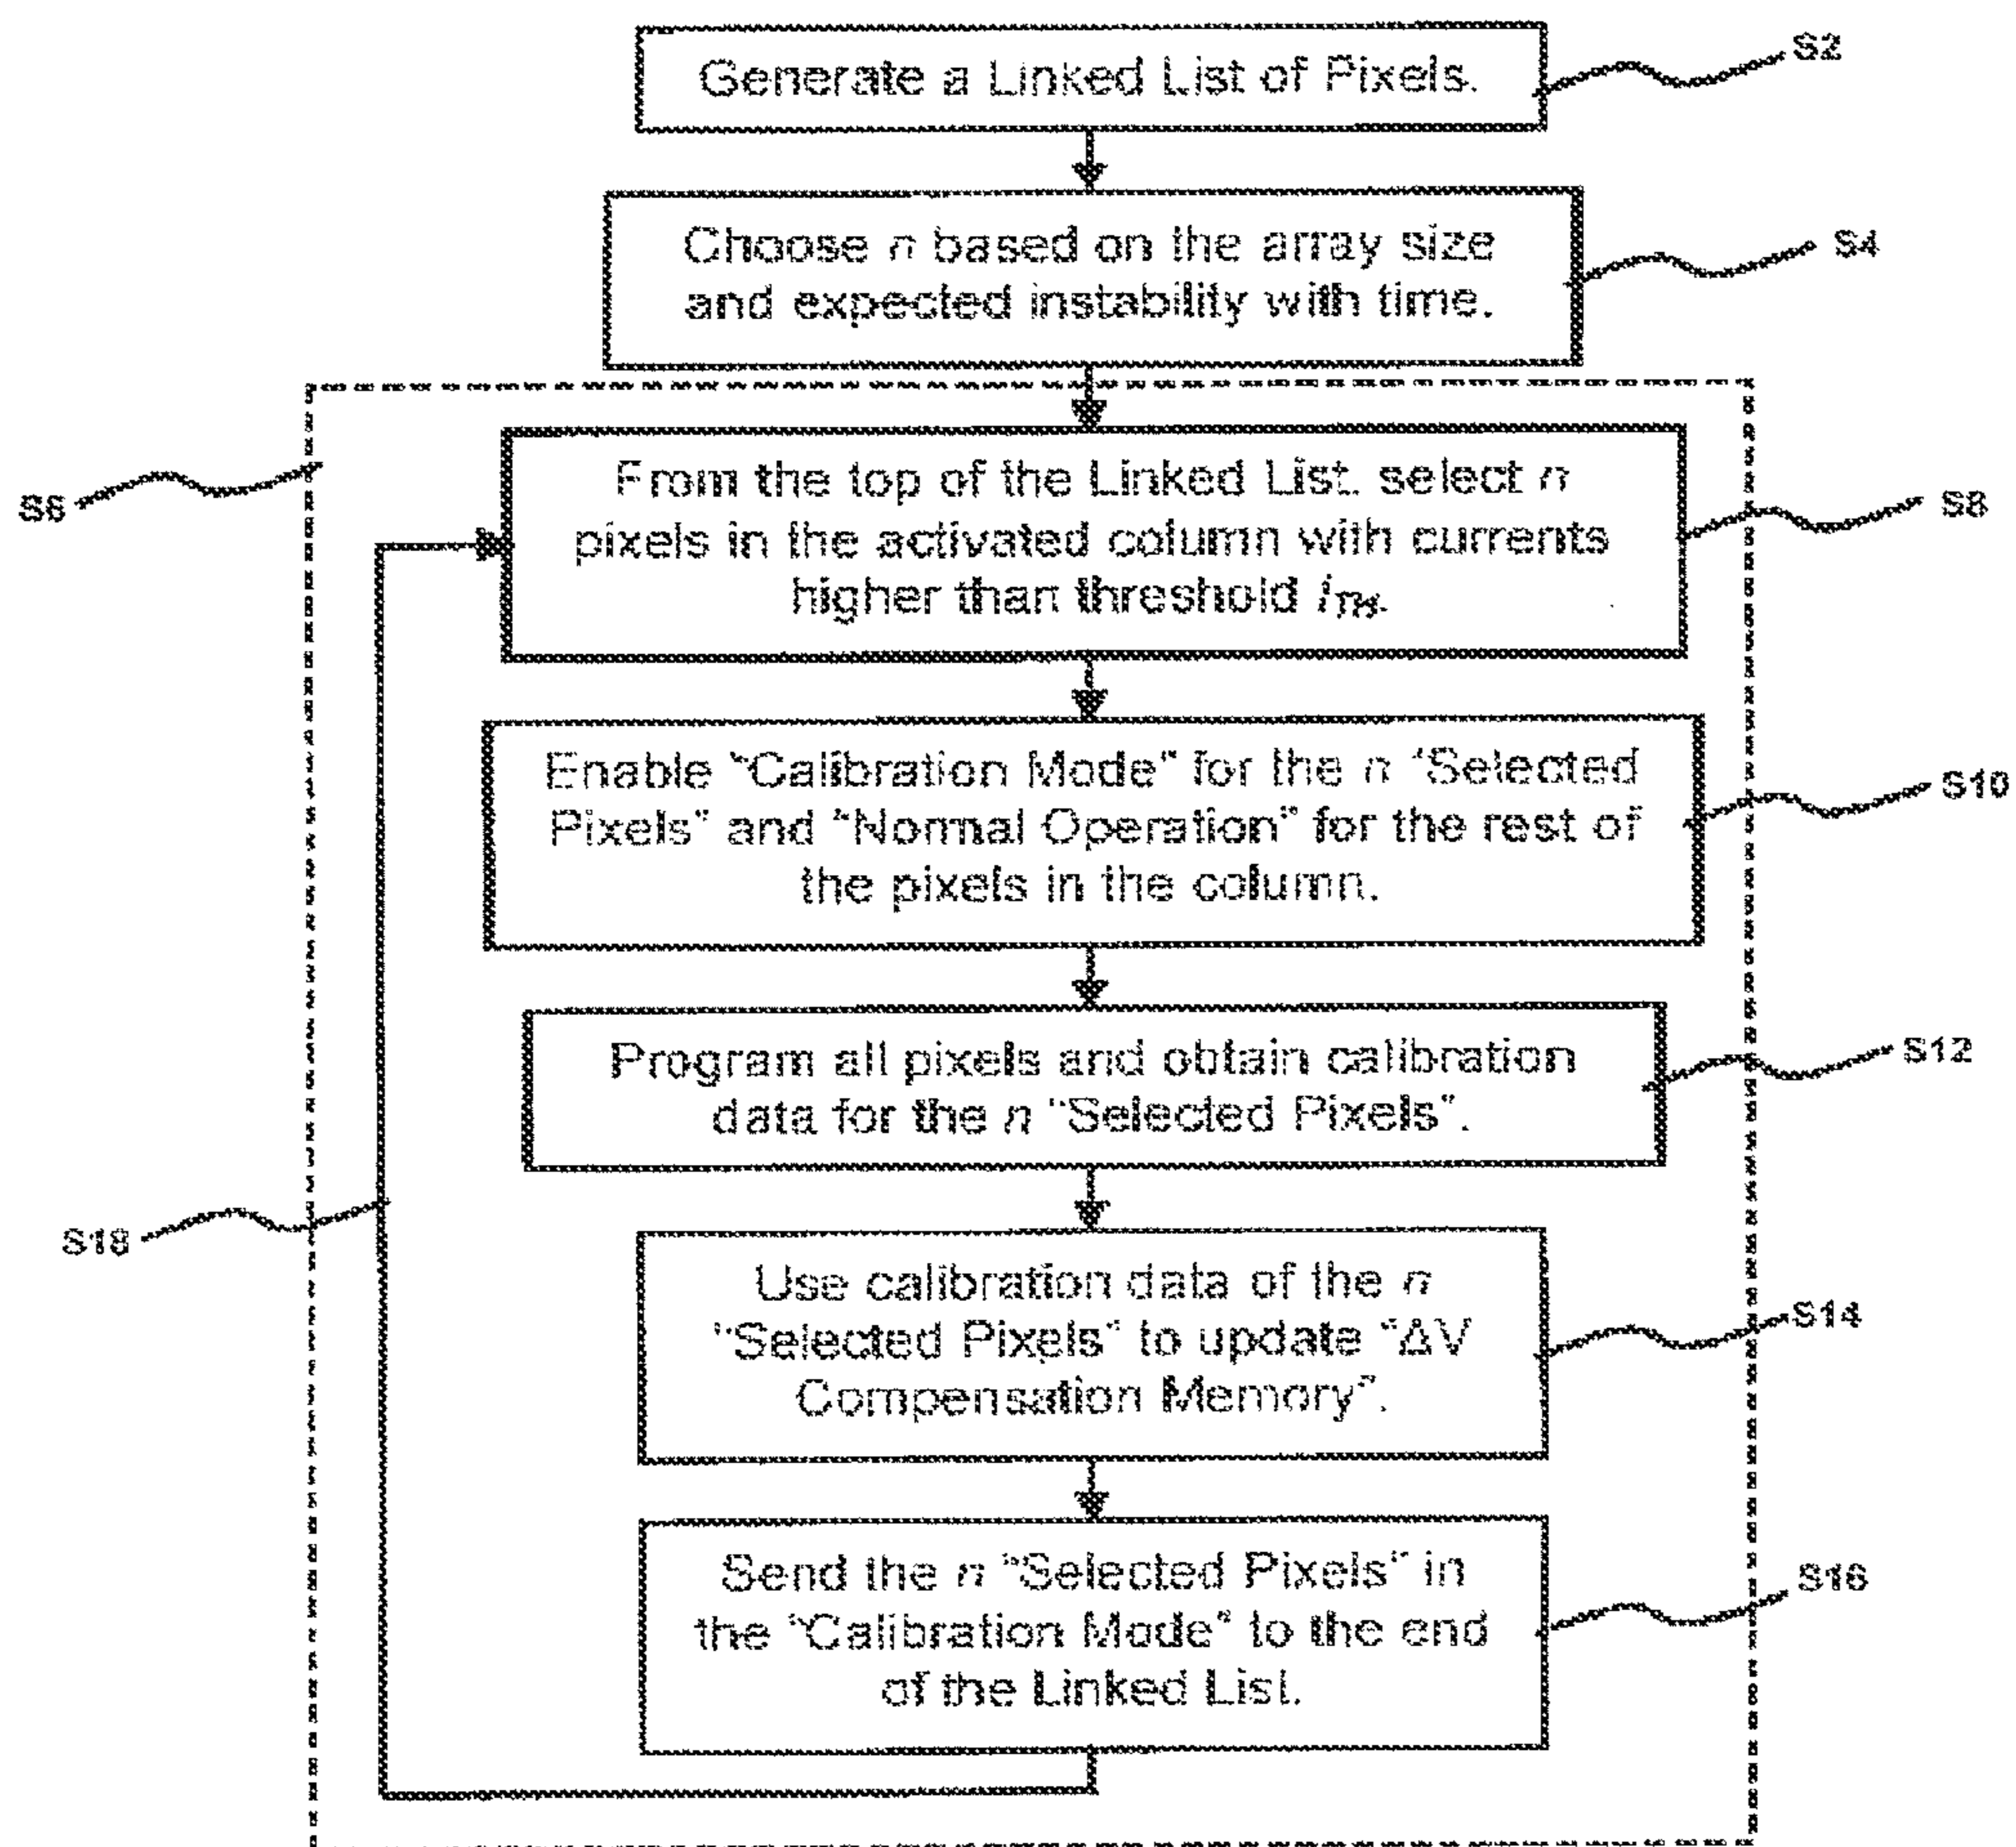 Generate a Linked List of Pixels.
S2
Choose n based on the array size
and expected instability with time.
S4
S6
From the top of the Linked List. select n
pixels in the activated column with currents
higher than threshold iTH.
S8
Enable "Calibration Mode" for the n "Selected
Pixels" and "Normal Operation" for the rest of
the pixels in the column.
S10
Program all pixels and obtain calibration
data for the n "Selected Pixels".
S12
S18
Use calibration data of the n
"Selected Pixels" to update "ΔV
Compensation Memory".
S14
Send the n "Selected Pixels" in
the "Calibration Mode" to the end
of the Linked List.
S16